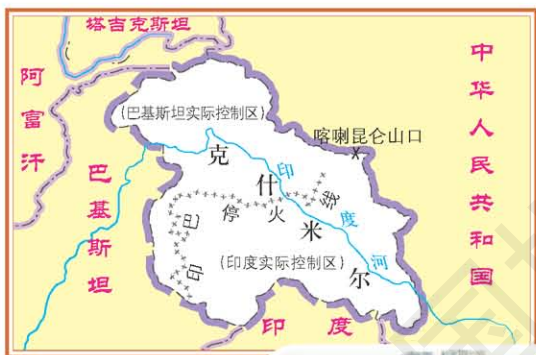 塔吉克斯坦
阿富汗
中华人民共和国
(巴基斯坦实际控制区)
喀喇昆仑山口
巴基斯坦
克什米尔
印度河
印巴停火线
(印度实际控制区)
印度